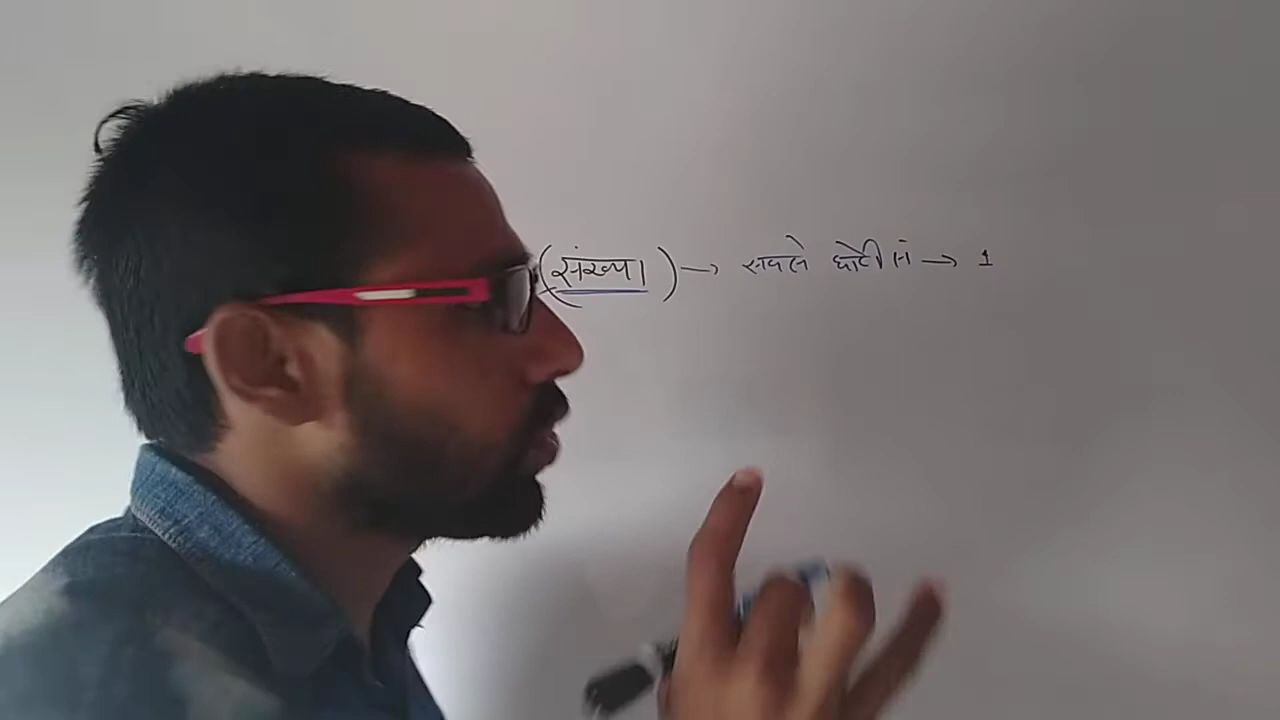 (संख्या) → सबसे छोटी सं → 1